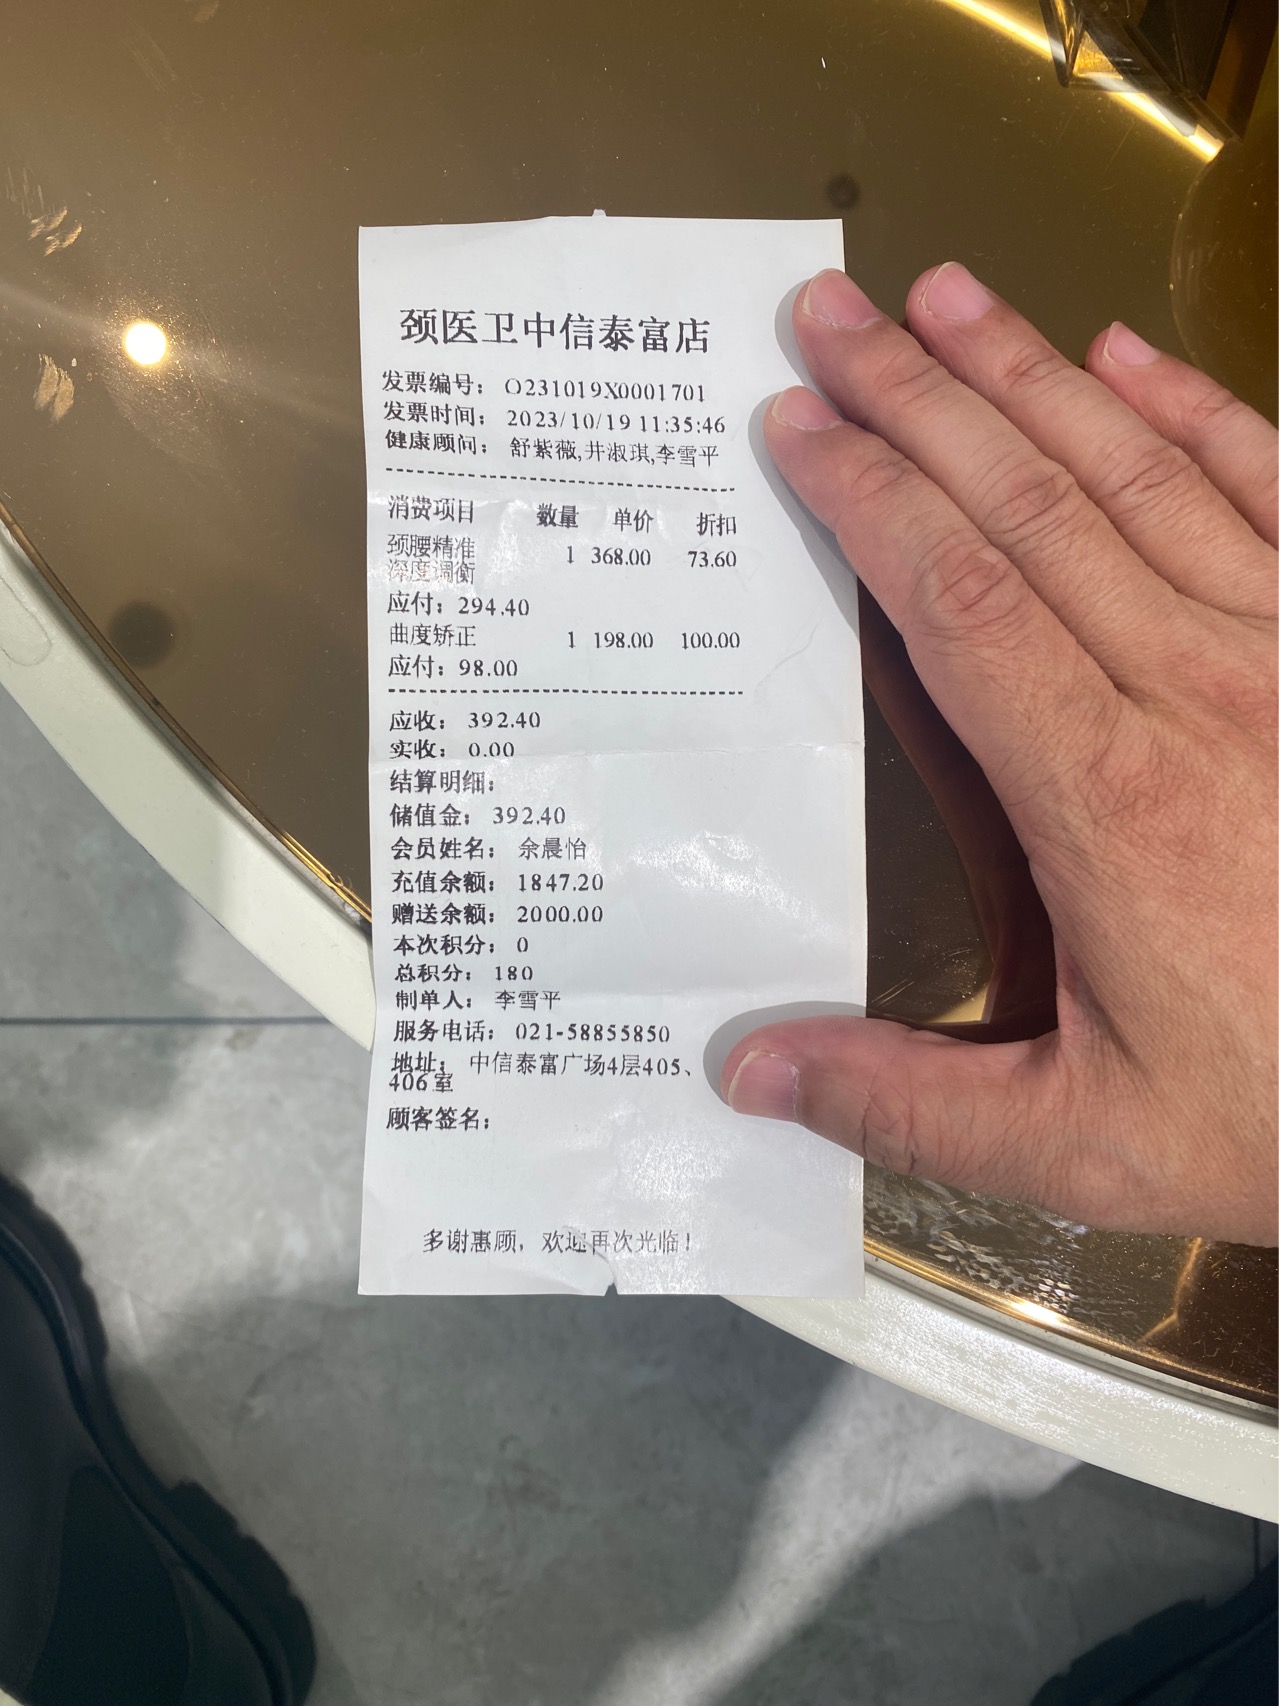 颈医卫中信泰富店
发票编号： O231019X0001701
发票时间： 2023/10/19 11:35:46
健康顾问： 舒紫薇,井淑琪,李雪平
消费项目 数量 单价 折扣
颈腰精准 1 368.00 73.60
深度调衡
应付：294.40
曲度矫正 1 198.00 100.00
应付：98.00
应收： 392.40
实收： 0.00
结算明细：
储值金： 392.40
会员姓名： 余晨怡
充值余额： 1847.20
赠送余额： 2000.00
本次积分： 0
总积分： 180
制单人： 李雪平
服务电话： 021-58855850
地址： 中信泰富广场4层405、
406室
顾客签名：
多谢惠顾，欢迎再次光临！